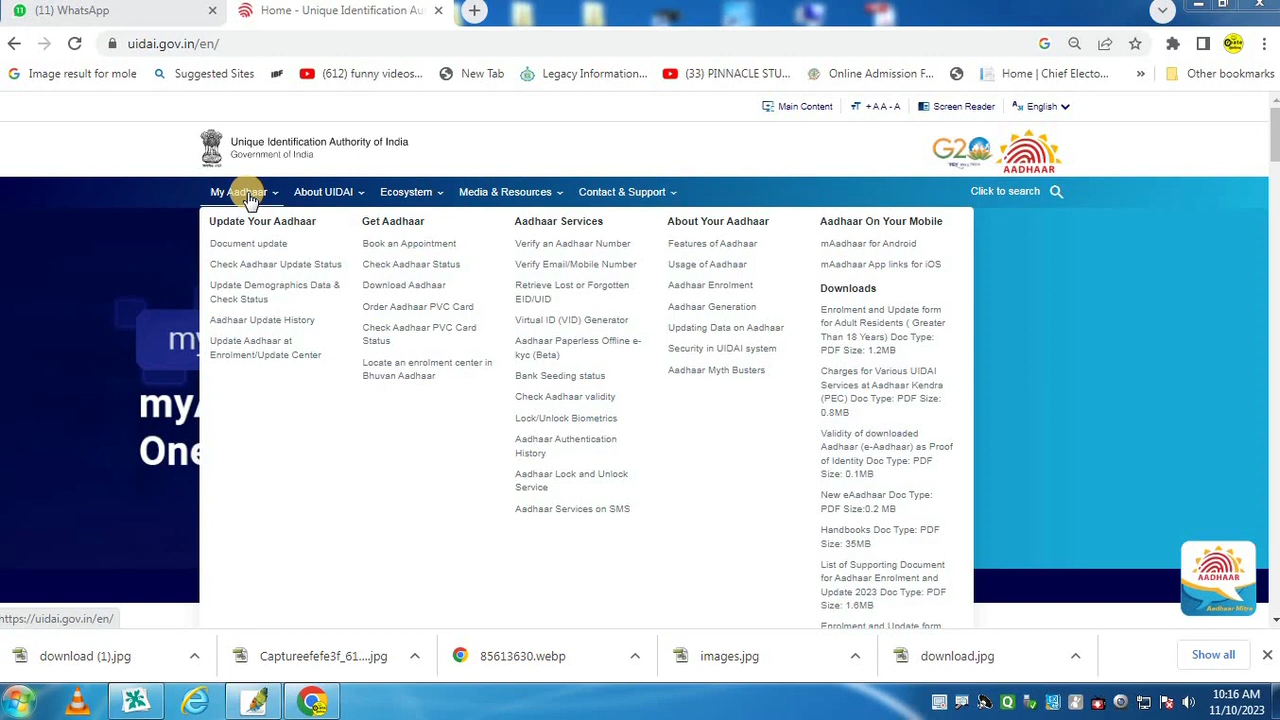 (11) WhatsApp
Home - Unique Identification Au
uidai.gov.in/en/
Image result for mole
Suggested Sites
(612) funny videos...
New Tab
Legacy Information...
(33) PINNACLE STU...
Online Admission F...
Home | Chief Electo...
»
Other bookmarks
Main Content
+ A A - A
Screen Reader
English
Unique Identification Authority of India
Government of India
G20
AADHAAR
My Aadhaar
About UIDAI
Ecosystem
Media & Resources
Contact & Support
Click to search
Update Your Aadhaar
Document update
Check Aadhaar Update Status
Update Demographics Data &
Check Status
Aadhaar Update History
Update Aadhaar at
Enrolment/Update Center
Get Aadhaar
Book an Appointment
Check Aadhaar Status
Download Aadhaar
Order Aadhaar PVC Card
Check Aadhaar PVC Card
Status
Locate an enrolment center in
Bhuvan Aadhaar
Aadhaar Services
Verify an Aadhaar Number
Verify Email/Mobile Number
Retrieve Lost or Forgotten
EID/UID
Virtual ID (VID) Generator
Aadhaar Paperless Offline e-
kyc (Beta)
Bank Seeding status
Check Aadhaar validity
Lock/Unlock Biometrics
Aadhaar Authentication
History
Aadhaar Lock and Unlock
Service
Aadhaar Services on SMS
About Your Aadhaar
Features of Aadhaar
Usage of Aadhaar
Aadhaar Enrolment
Aadhaar Generation
Updating Data on Aadhaar
Security in UIDAI system
Aadhaar Myth Busters
Aadhaar On Your Mobile
mAadhaar for Android
mAadhaar App links for iOS
Downloads
Enrolment and Update form
for Adult Residents ( Greater
Than 18 Years) Doc Type:
PDF Size: 1.2MB
Charges for Various UIDAI
Services at Aadhaar Kendra
(PEC) Doc Type: PDF Size:
0.8MB
Validity of downloaded
Aadhaar (e-Aadhaar) as Proof
of Identity Doc Type: PDF
Size: 0.1MB
New eAadhaar Doc Type:
PDF Size:0.2 MB
Handbooks Doc Type: PDF
Size: 35MB
List of Supporting Document
for Aadhaar Enrolment and
Update 2023 Doc Type: PDF
Size: 1.6MB
Enrolment and Update form
my
myA
One
AADHAAR
Aadhaar Mitra
https://uidai.gov.in/en/
download (1).jpg
Captureefefe3f_61....jpg
85613630.webp
images.jpg
download.jpg
Show all
10:16 AM
11/10/2023